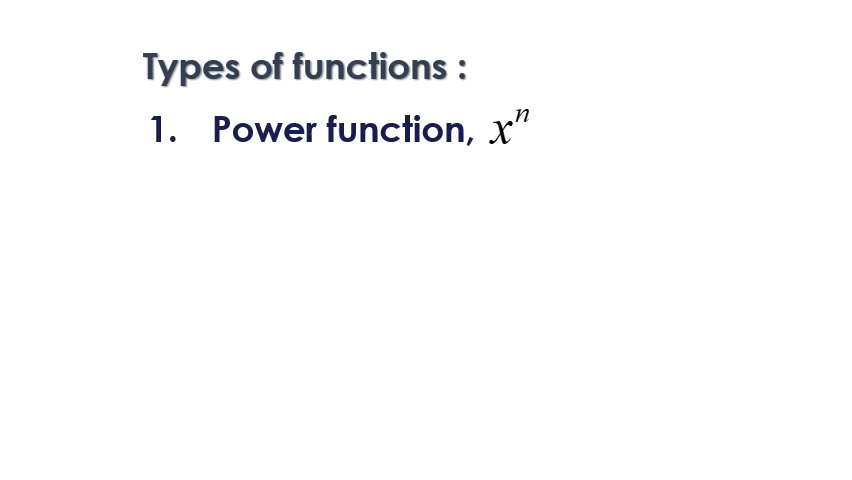 Types of functions :
1. Power function, xⁿ